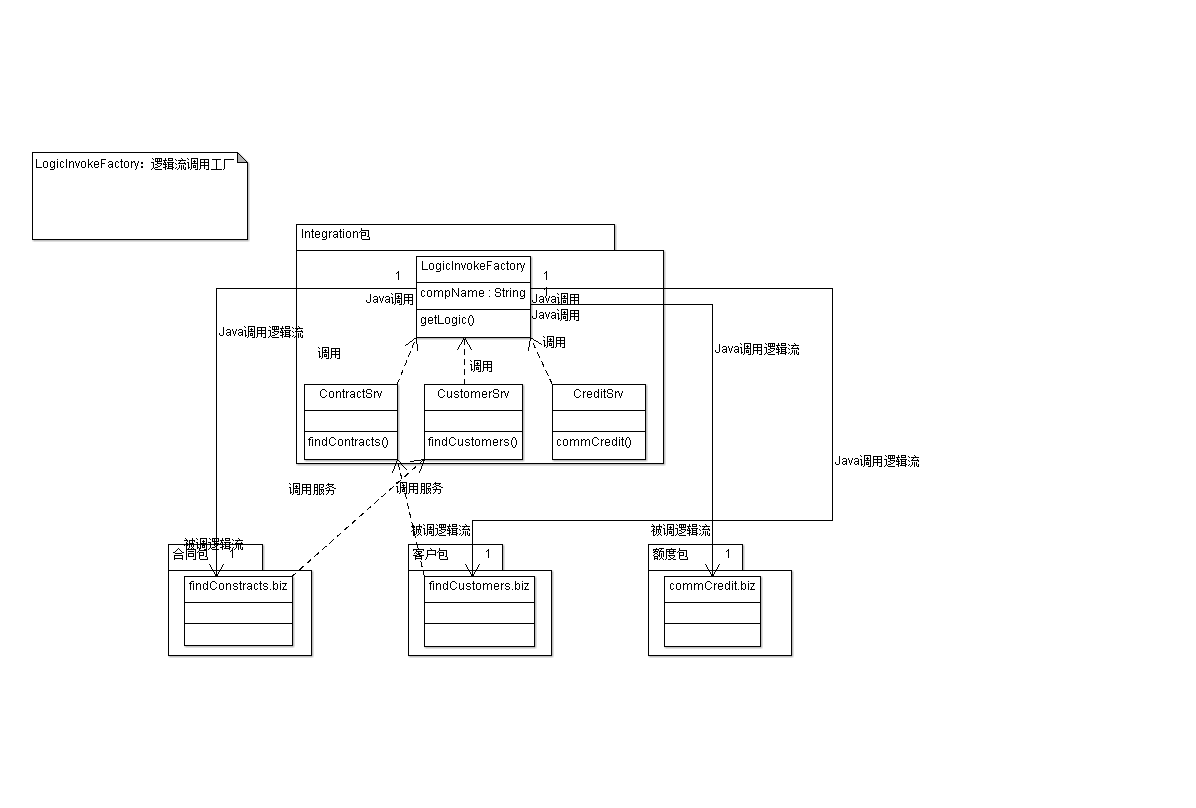 LogicInvokeFactory：逻辑流调用工厂
Integration包
LogicInvokeFactory
compName : String
getLogic()
1
1
1
Java调用
Java调用
Java调用
Java调用逻辑流
Java调用逻辑流
Java调用逻辑流
调用
调用
调用
ContractSrv
findContracts()
CustomerSrv
findCustomers()
CreditSrv
commCredit()
调用服务
调用服务
被调逻辑流
被调逻辑流
被调逻辑流
合同包
1
客户包
1
额度包
1
findConstracts.biz
findCustomers.biz
commCredit.biz